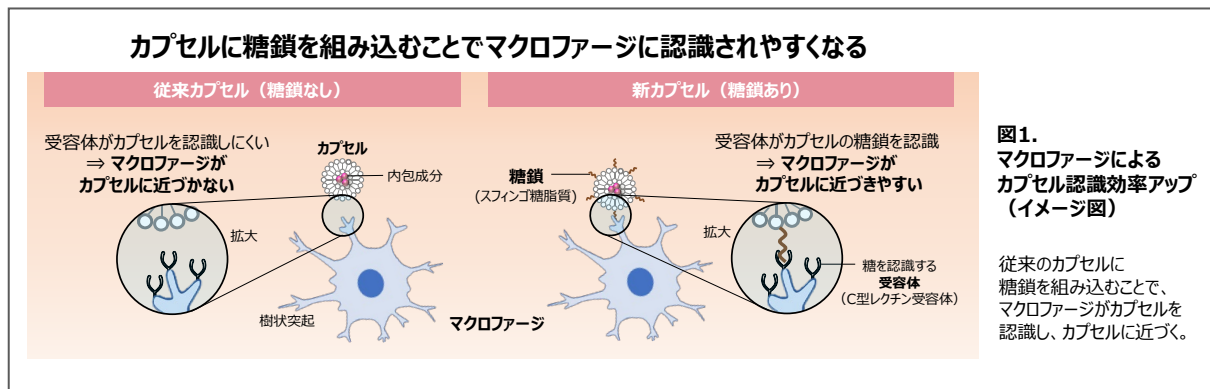 カプセルに糖鎖を組み込むことでマクロファージに認識されやすくなる
従来カプセル（糖鎖なし）
受容体がカプセルを認識しにくい
⇒ マクロファージが
カプセルに近づかない
カプセル
内包成分
拡大
樹状突起
マクロファージ
新カプセル（糖鎖あり）
糖鎖
(スフィンゴ糖脂質)
受容体がカプセルの糖鎖を認識
⇒ マクロファージが
カプセルに近づきやすい
拡大
糖を認識する
受容体
（C型レクチン受容体）
図1.
マクロファージによる
カプセル認識効率アップ
（イメージ図）
従来のカプセルに
糖鎖を組み込むことで、
マクロファージがカプセルを
認識し、カプセルに近づく。